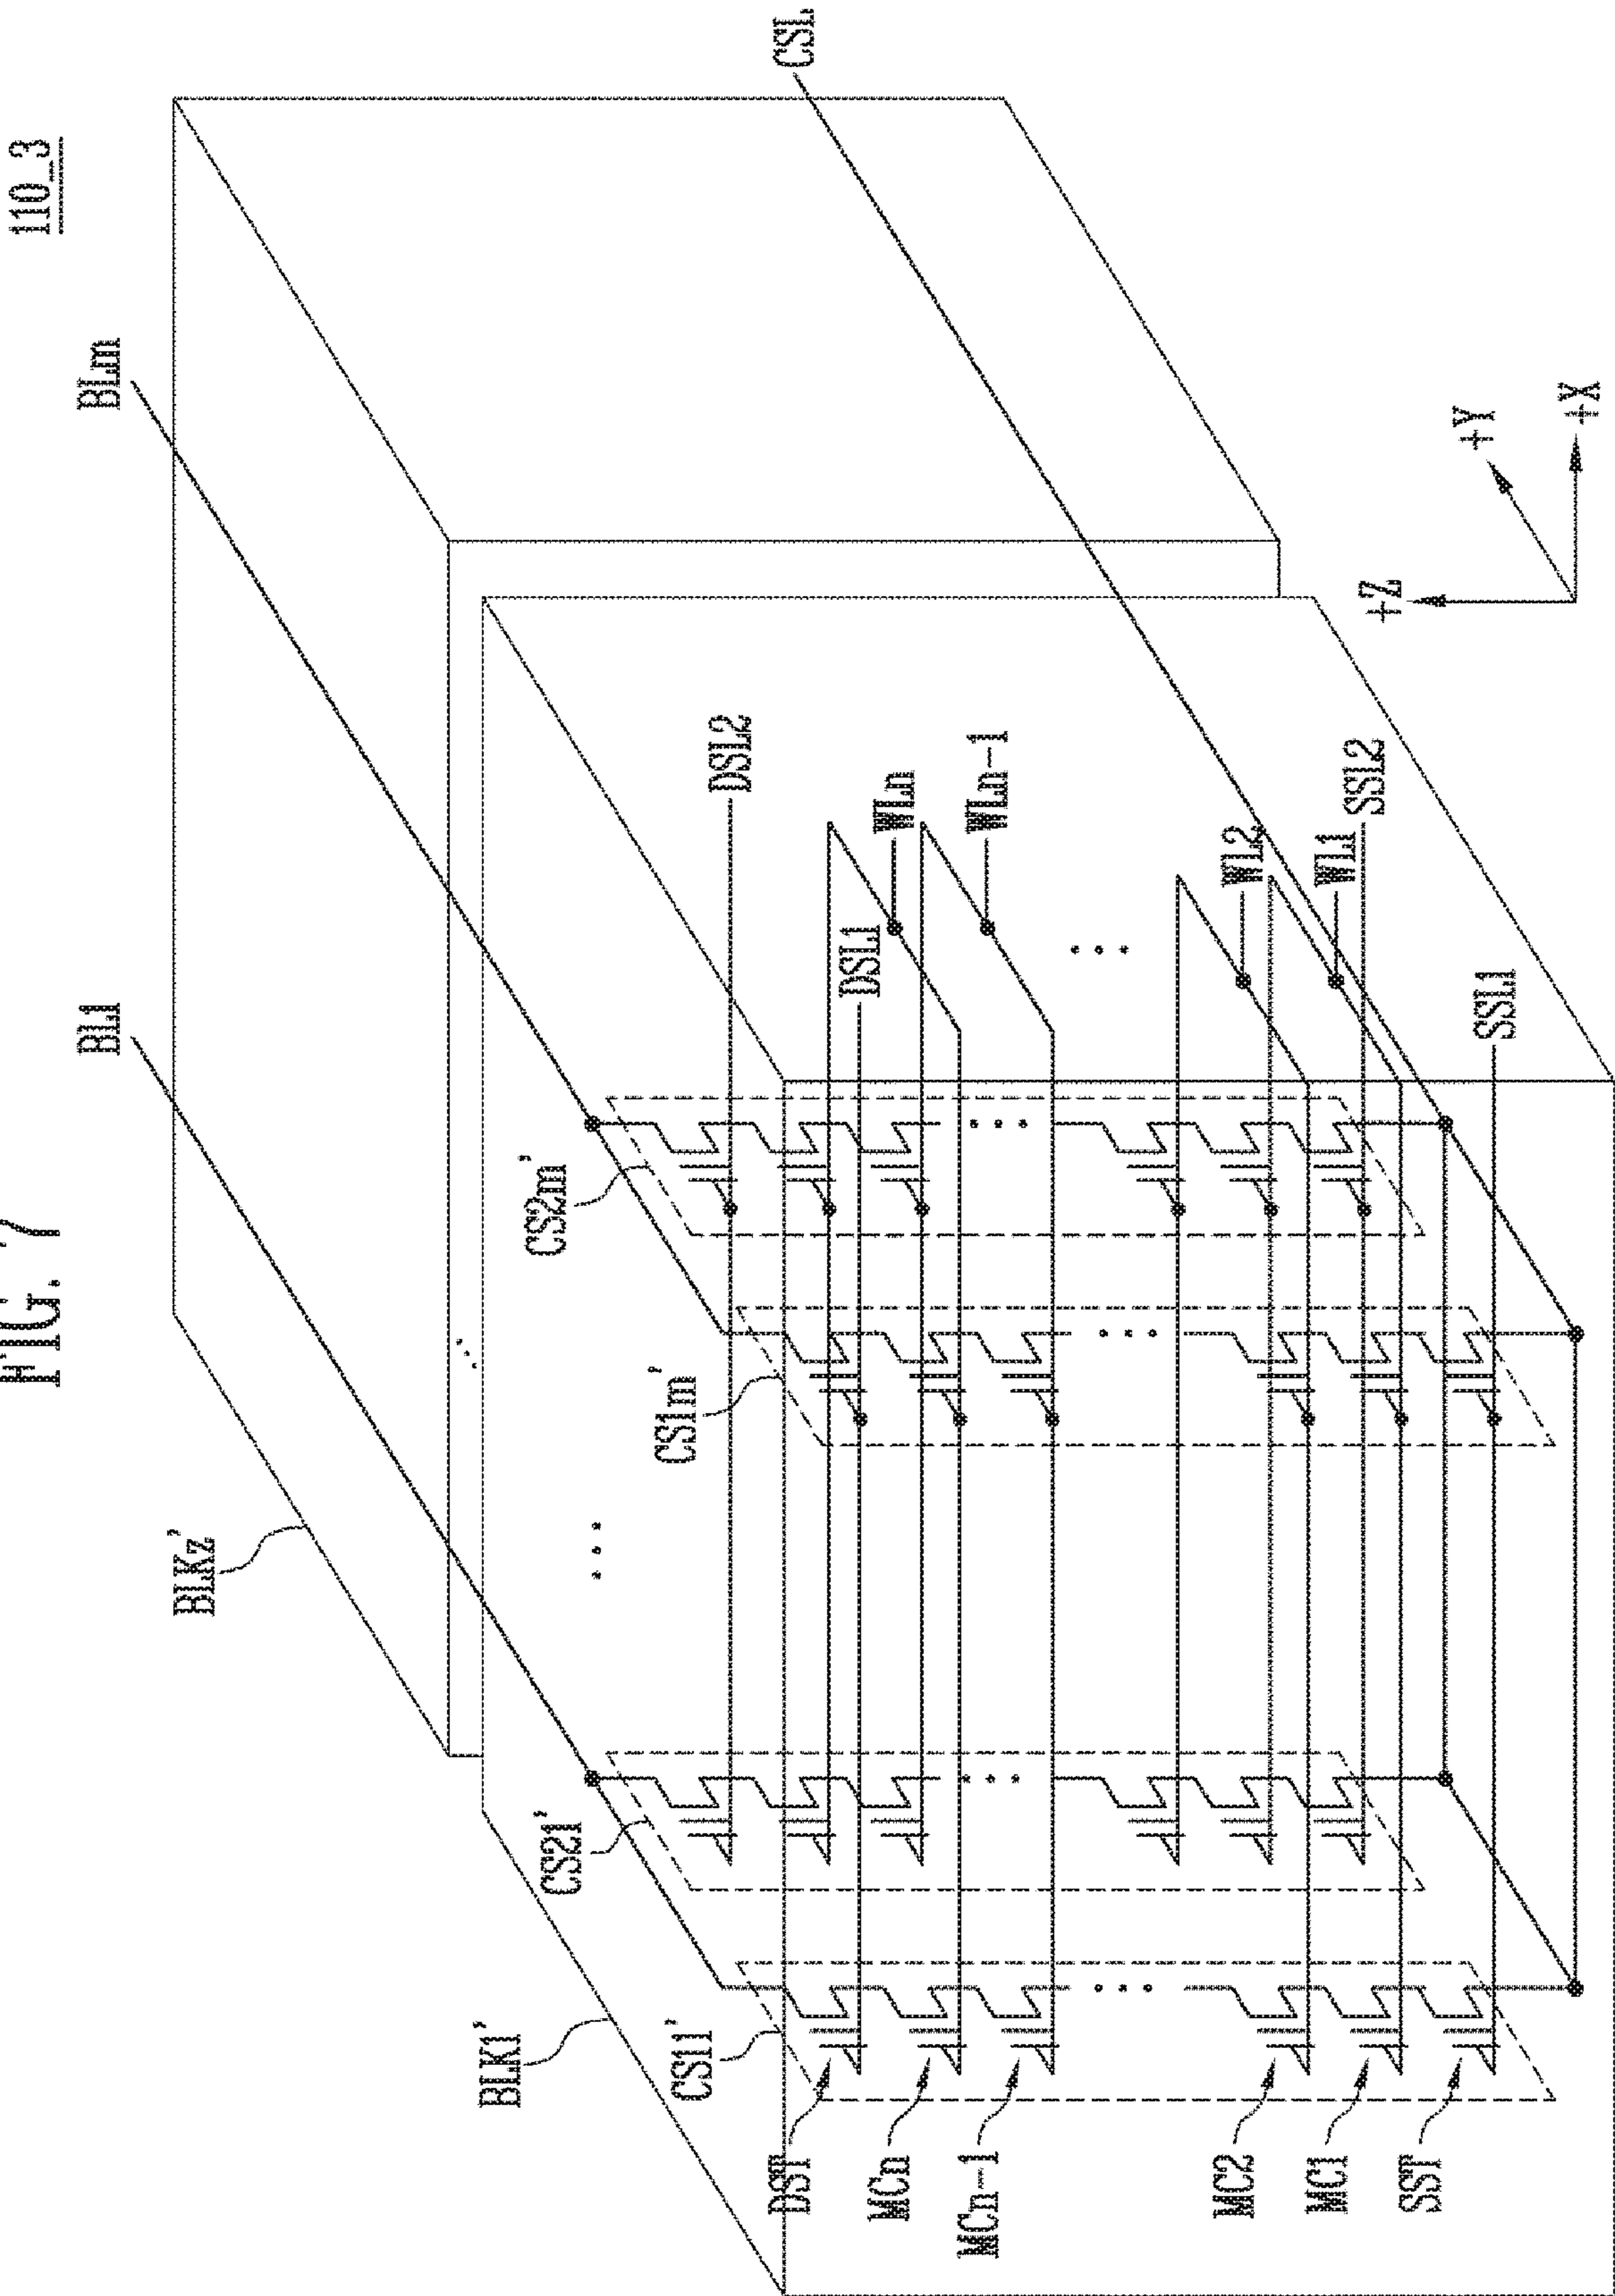 FIG. 7
110_3
BL1
BLm
CSL
BLKz'
BLK1'
CS11'
CS21'
CS1m'
CS2m'
DSL2
DSL1
WLn
WLn-1
WL2
WL1
SSL2
SSL1
DST
MCn
MCn-1
MC2
MC1
SST
+Z
+Y
+X